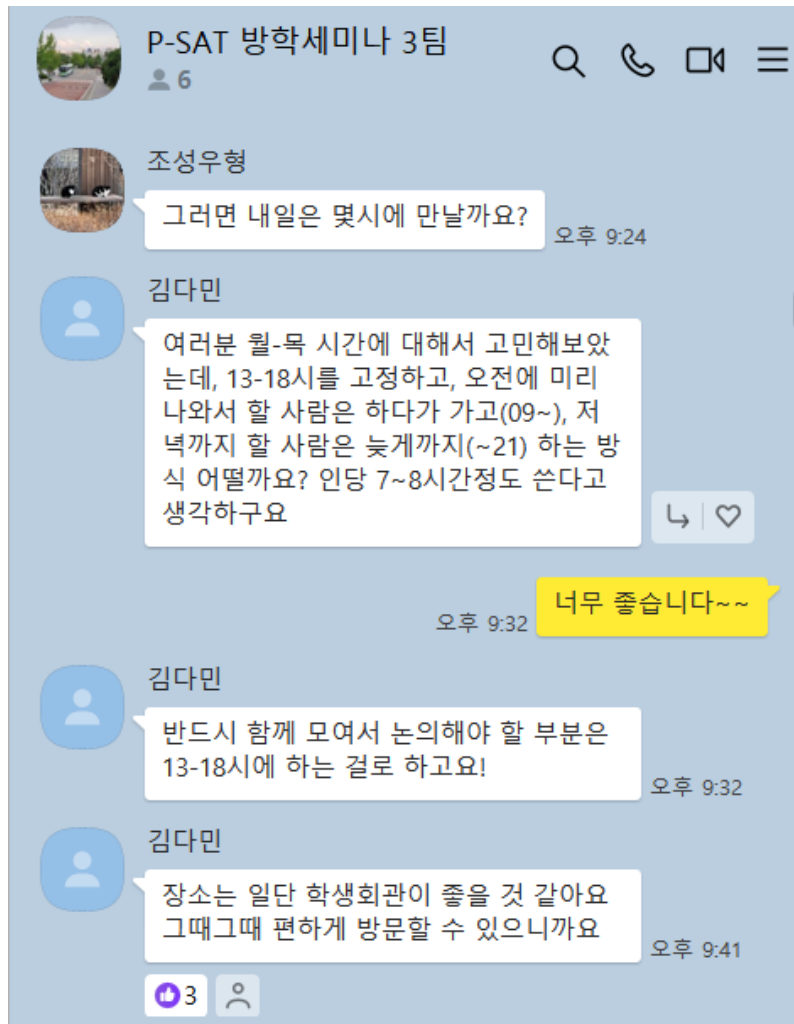 P-SAT 방학세미나 3팀
6
조성우형
그러면 내일은 몇시에 만날까요?
오후 9:24
김다민
여러분 월-목 시간에 대해서 고민해보았
는데, 13-18시를 고정하고, 오전에 미리
나와서 할 사람은 하다가 가고(09~), 저
녁까지 할 사람은 늦게까지(~21) 하는 방
식 어떨까요? 인당 7~8시간정도 쓴다고
생각하구요
너무 좋습니다~~
오후 9:32
김다민
반드시 함께 모여서 논의해야 할 부분은
13-18시에 하는 걸로 하고요!
오후 9:32
김다민
장소는 일단 학생회관이 좋을 것 같아요
그때그때 편하게 방문할 수 있으니까요
오후 9:41
3